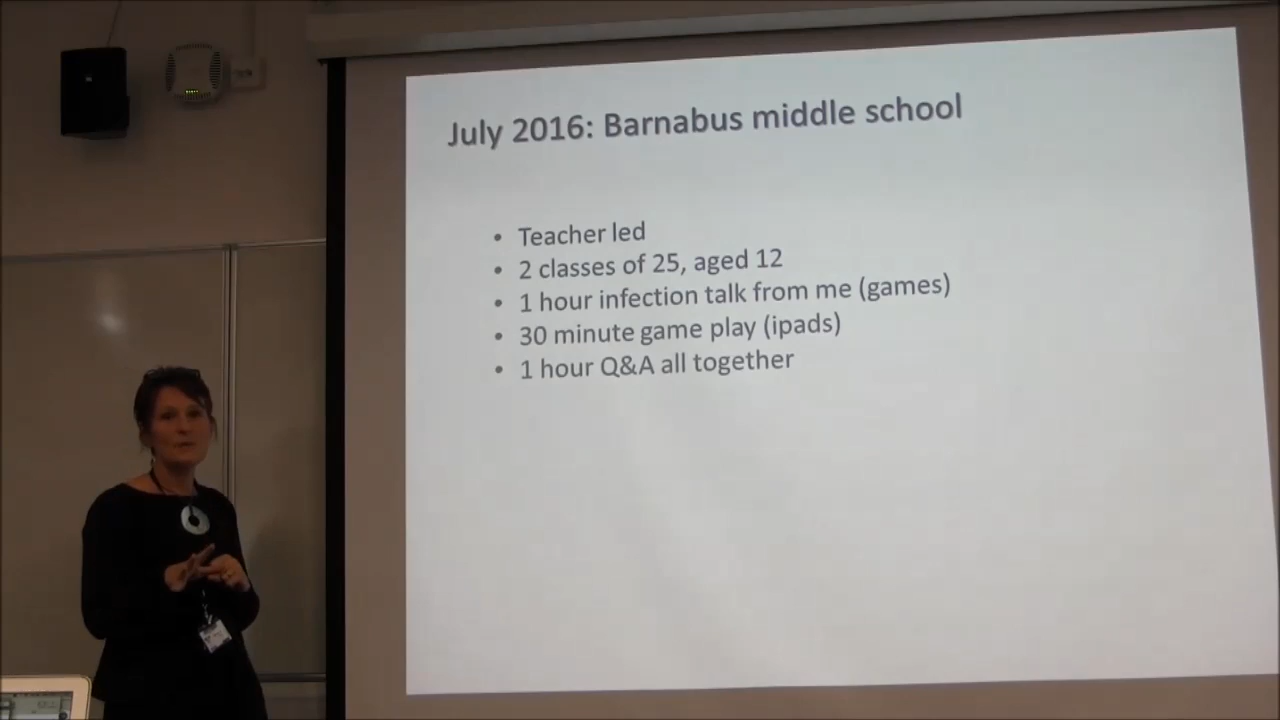 July 2016: Barnabus middle school
• Teacher led
• 2 classes of 25, aged 12
• 1 hour infection talk from me (games)
• 30 minute game play (ipads)
• 1 hour Q&A all together